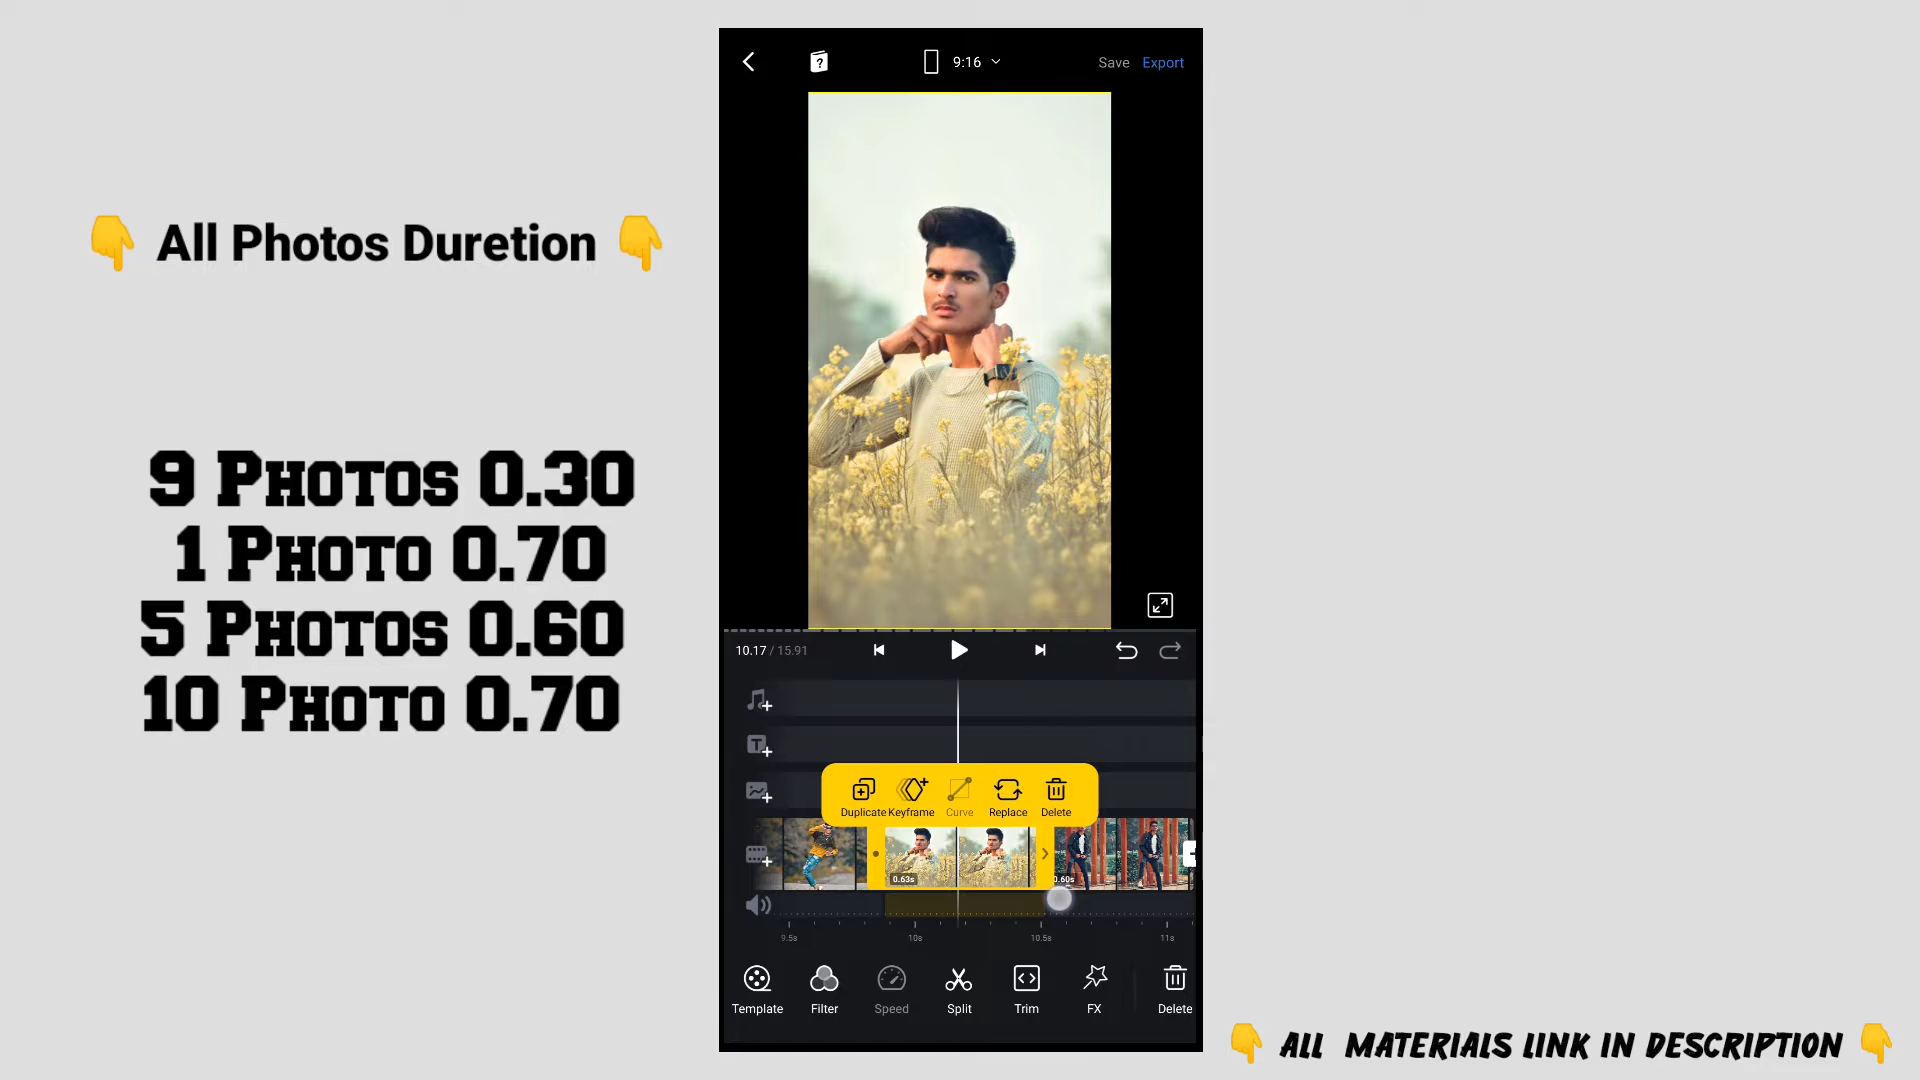 9:16
Save Export
All Photos Duretion
9 Photos 0.30
1 Photo 0.70
5 Photos 0.60
10 Photo 0.70
10.17 / 15.91
Duplicate Keyframe Curve Replace Delete
0.63s 0.60s
9.5s 10s 10.5s 11s
Template Filter Speed Split Trim FX Delete
ALL MATERIALS LINK IN DESCRIPTION